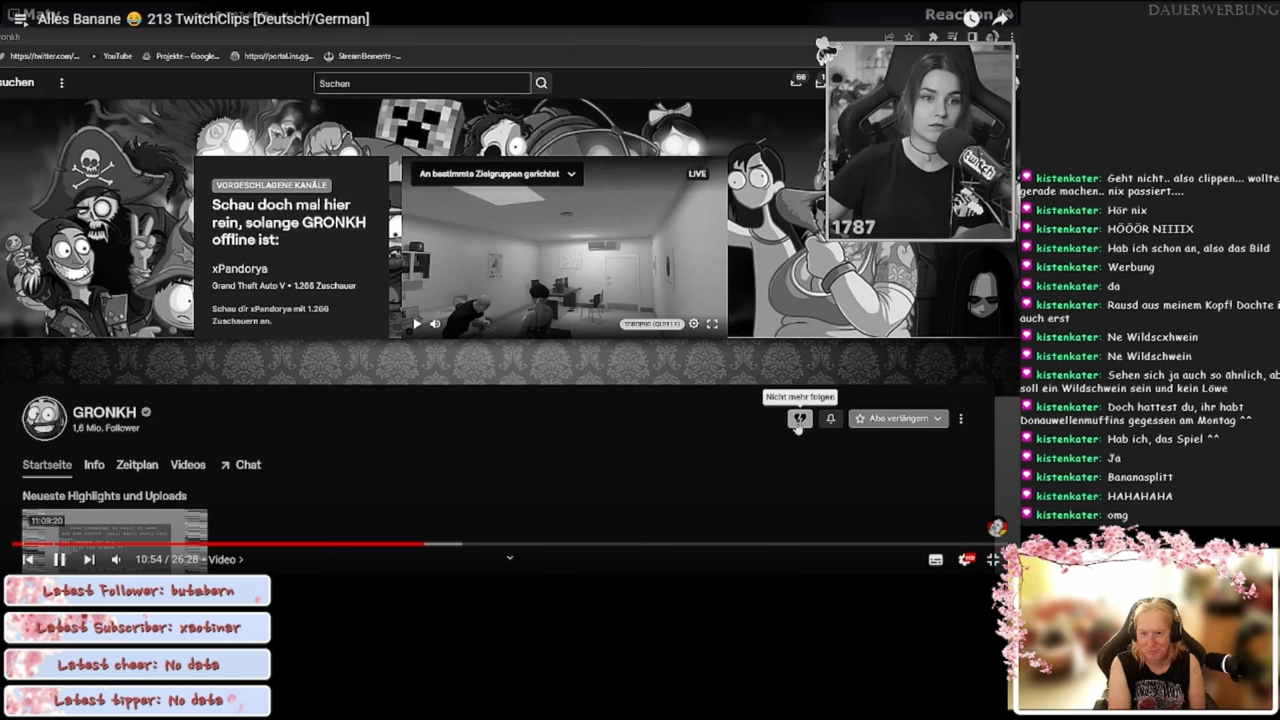 Alles Banane 😂 213 TwitchClips [Deutsch/German]
Reaction
DAUERWERBUNG
onkh
https://twitter.com/...
YouTube
Projekte – Google...
https://portal.ins.gg...
StreamElements -...
suchen
Suchen
66
VORGESCHLAGENE KANÄLE
Schau doch mal hier
rein, solange GRONKH
offline ist:
xPandorya
Grand Theft Auto V • 1.266 Zuschauer
Schau dir xPandorya mit 1.266
Zuschauern an.
An bestimmte Zielgruppen gerichtet
LIVE
twitch
1787
GRONKH
1,6 Mio. Follower
Nicht mehr folgen
Abo verlängern
Startseite
Info
Zeitplan
Videos
Chat
Neueste Highlights und Uploads
11:09:20
10:54 / 26:28 • Video
HD
kistenkater: Geht nicht.. also clippen... wollte
gerade machen.. nix passiert....
kistenkater: Hör nix
kistenkater: HÖÖÖR NIIIIX
kistenkater: Hab ich schon an, also das Bild
kistenkater: Werbung
kistenkater: da
kistenkater: Rausd aus meinem Kopf! Dachte i
auch erst
kistenkater: Ne Wildscxhwein
kistenkater: Ne Wildschwein
kistenkater: Sehen sich ja auch so ähnlich, ab
soll ein Wildschwein sein und kein Löwe
kistenkater: Doch hattest du, ihr habt
Donauwellenmuffins gegessen am Montag ^^
kistenkater: Hab ich, das Spiel ^^
kistenkater: Ja
kistenkater: Bananasplitt
kistenkater: HAHAHAHA
kistenkater: omg
Latest Follower: butabern
Latest Subscriber: xaotinar
Latest cheer: No data
Latest tipper: No data